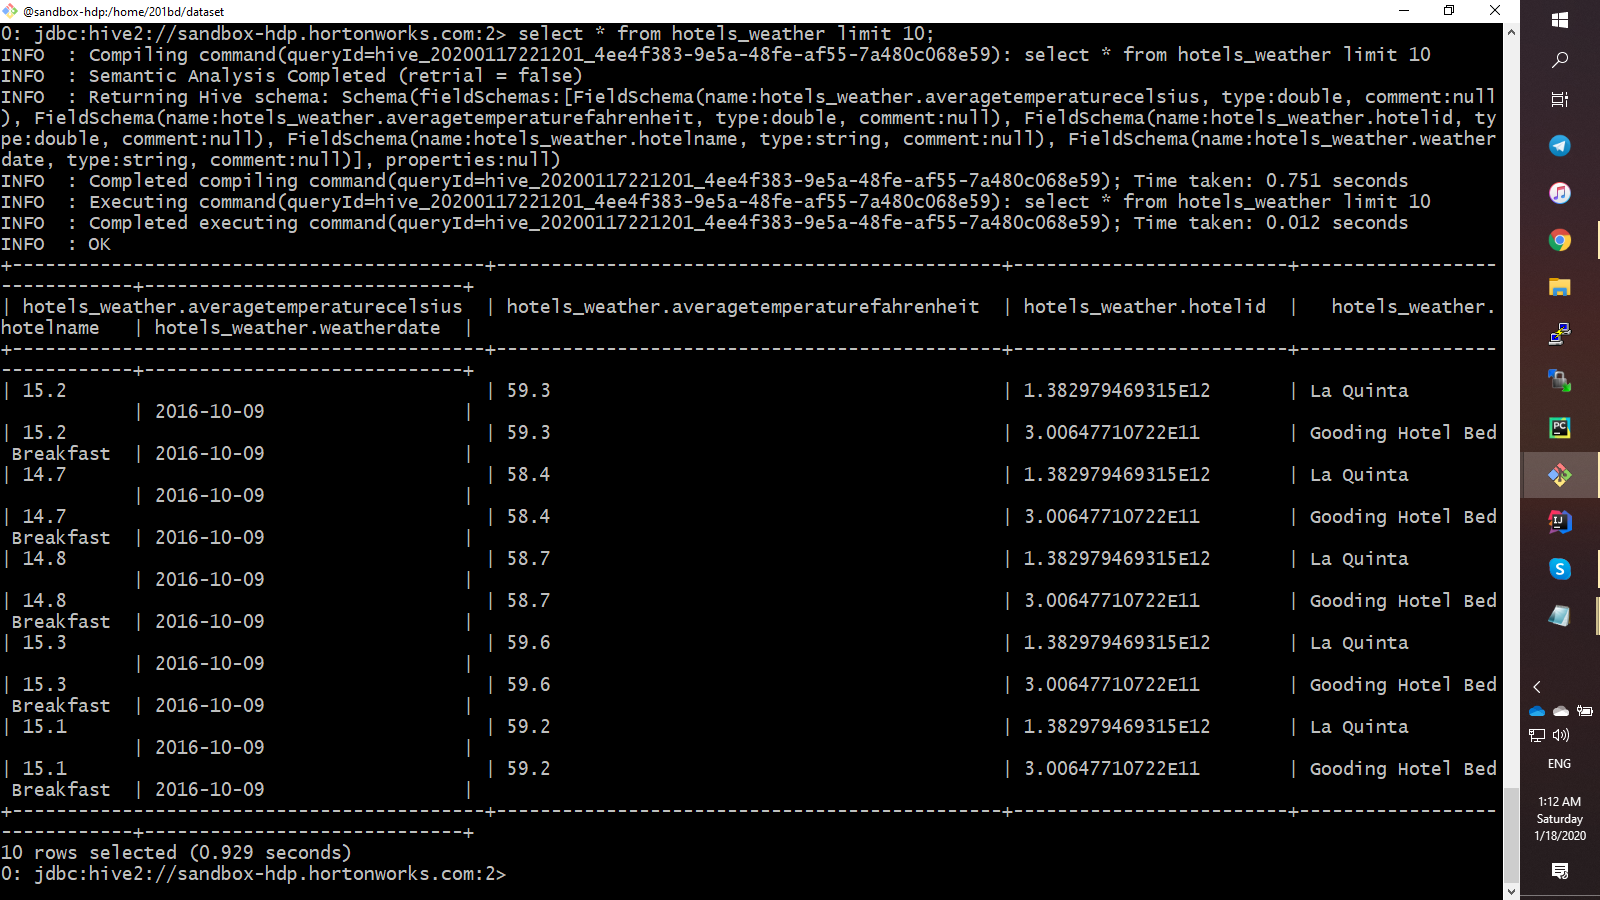 @sandbox-hdp:/home/201bd/dataset
0: jdbc:hive2://sandbox-hdp.hortonworks.com:2> select * from hotels_weather limit 10;
INFO  : Compiling command(queryId=hive_20200117221201_4ee4f383-9e5a-48fe-af55-7a480c068e59): select * from hotels_weather limit 10
INFO  : Semantic Analysis Completed (retrial = false)
INFO  : Returning Hive schema: Schema(fieldSchemas:[FieldSchema(name:hotels_weather.averagetemperaturecelsius, type:double, comment:null
), FieldSchema(name:hotels_weather.averagetemperaturefahrenheit, type:double, comment:null), FieldSchema(name:hotels_weather.hotelid, ty
pe:double, comment:null), FieldSchema(name:hotels_weather.hotelname, type:string, comment:null), FieldSchema(name:hotels_weather.weather
date, type:string, comment:null)], properties:null)
INFO  : Completed compiling command(queryId=hive_20200117221201_4ee4f383-9e5a-48fe-af55-7a480c068e59); Time taken: 0.751 seconds
INFO  : Executing command(queryId=hive_20200117221201_4ee4f383-9e5a-48fe-af55-7a480c068e59): select * from hotels_weather limit 10
INFO  : Completed executing command(queryId=hive_20200117221201_4ee4f383-9e5a-48fe-af55-7a480c068e59); Time taken: 0.012 seconds
INFO  : OK
+-------------------------------------------+----------------------------------------------+-------------------------+------------------
------------+-----------------------------+
| hotels_weather.averagetemperaturecelsius  | hotels_weather.averagetemperaturefahrenheit  | hotels_weather.hotelid  |   hotels_weather.
hotelname   | hotels_weather.weatherdate  |
+-------------------------------------------+----------------------------------------------+-------------------------+------------------
------------+-----------------------------+
| 15.2                                      | 59.3                                         | 1.382979469315E12       | La Quinta
            | 2016-10-09                  |
| 15.2                                      | 59.3                                         | 3.00647710722E11        | Gooding Hotel Bed
 Breakfast  | 2016-10-09                  |
| 14.7                                      | 58.4                                         | 1.382979469315E12       | La Quinta
            | 2016-10-09                  |
| 14.7                                      | 58.4                                         | 3.00647710722E11        | Gooding Hotel Bed
 Breakfast  | 2016-10-09                  |
| 14.8                                      | 58.7                                         | 1.382979469315E12       | La Quinta
            | 2016-10-09                  |
| 14.8                                      | 58.7                                         | 3.00647710722E11        | Gooding Hotel Bed
 Breakfast  | 2016-10-09                  |
| 15.3                                      | 59.6                                         | 1.382979469315E12       | La Quinta
            | 2016-10-09                  |
| 15.3                                      | 59.6                                         | 3.00647710722E11        | Gooding Hotel Bed
 Breakfast  | 2016-10-09                  |
| 15.1                                      | 59.2                                         | 1.382979469315E12       | La Quinta
            | 2016-10-09                  |
| 15.1                                      | 59.2                                         | 3.00647710722E11        | Gooding Hotel Bed
 Breakfast  | 2016-10-09                  |
+-------------------------------------------+----------------------------------------------+-------------------------+------------------
------------+-----------------------------+
10 rows selected (0.929 seconds)
0: jdbc:hive2://sandbox-hdp.hortonworks.com:2>
PC
IJ
S
ENG
1:12 AM
Saturday
1/18/2020